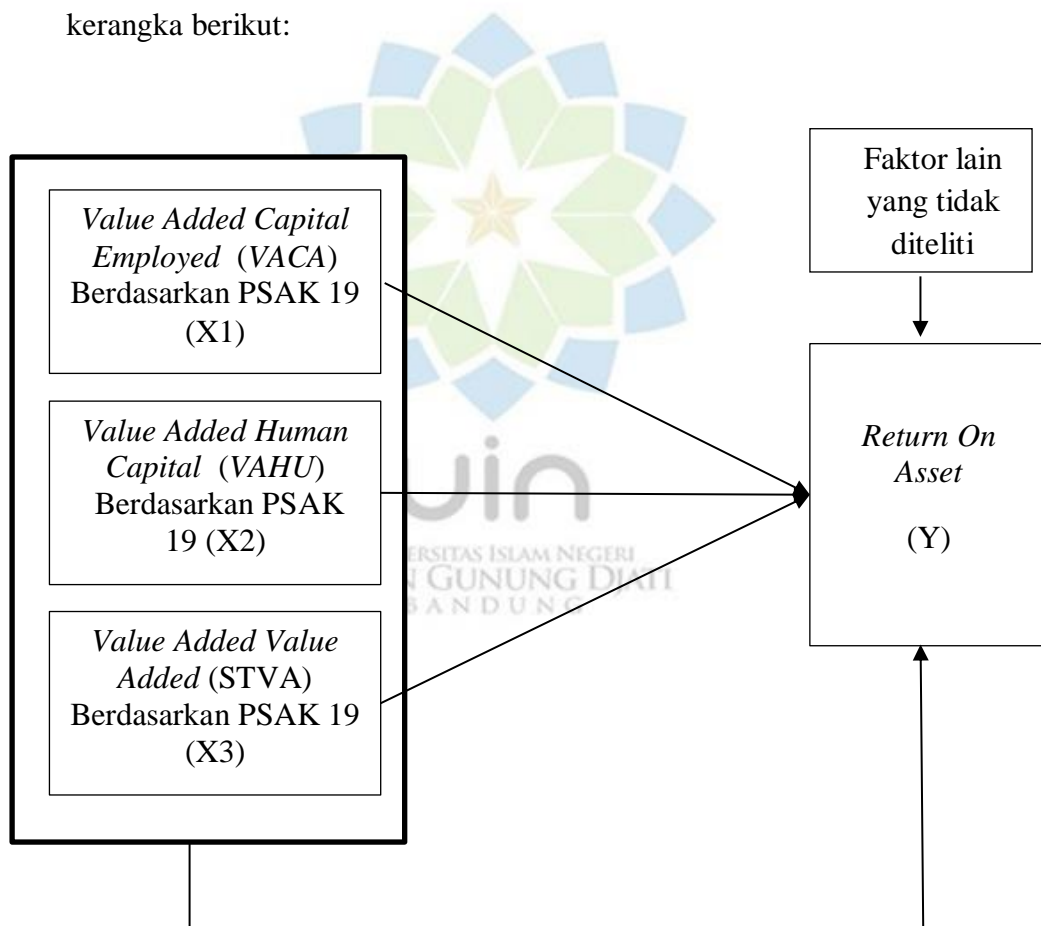 kerangka berikut:
Value Added Capital
Employed (VACA)
Berdasarkan PSAK 19
(X1)
Value Added Human
Capital (VAHU)
Berdasarkan PSAK
19 (X2)
Value Added Value
Added (STVA)
Berdasarkan PSAK 19
(X3)
Faktor lain
yang tidak
diteliti
Return On
Asset
(Y)
uin
ISLAM NEGERI
GUNUNG DJATI
BANDUNG